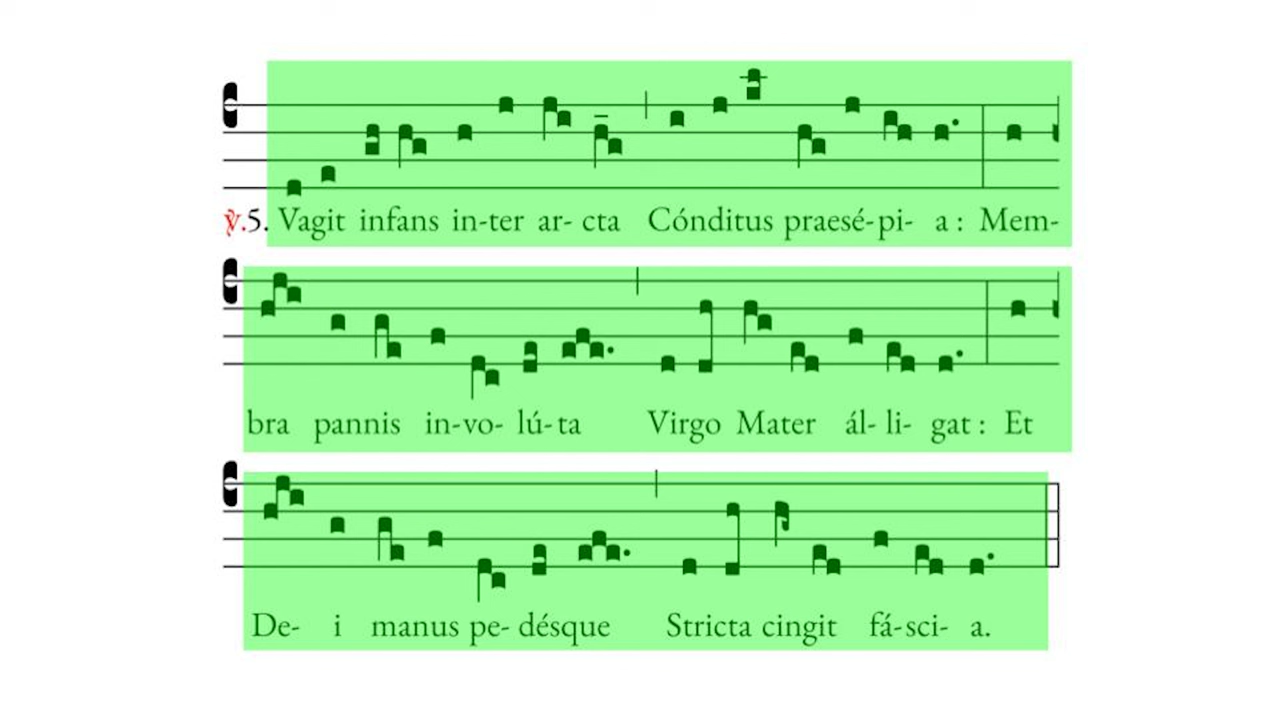 ℣.5. Vagit infans in-ter ar- cta Cónditus praesé-pi- a : Mem-
bra pannis in-vo- lú-ta Virgo Mater ál- li- gat : Et
De- i manus pe- désque Stricta cingit fá-sci- a.